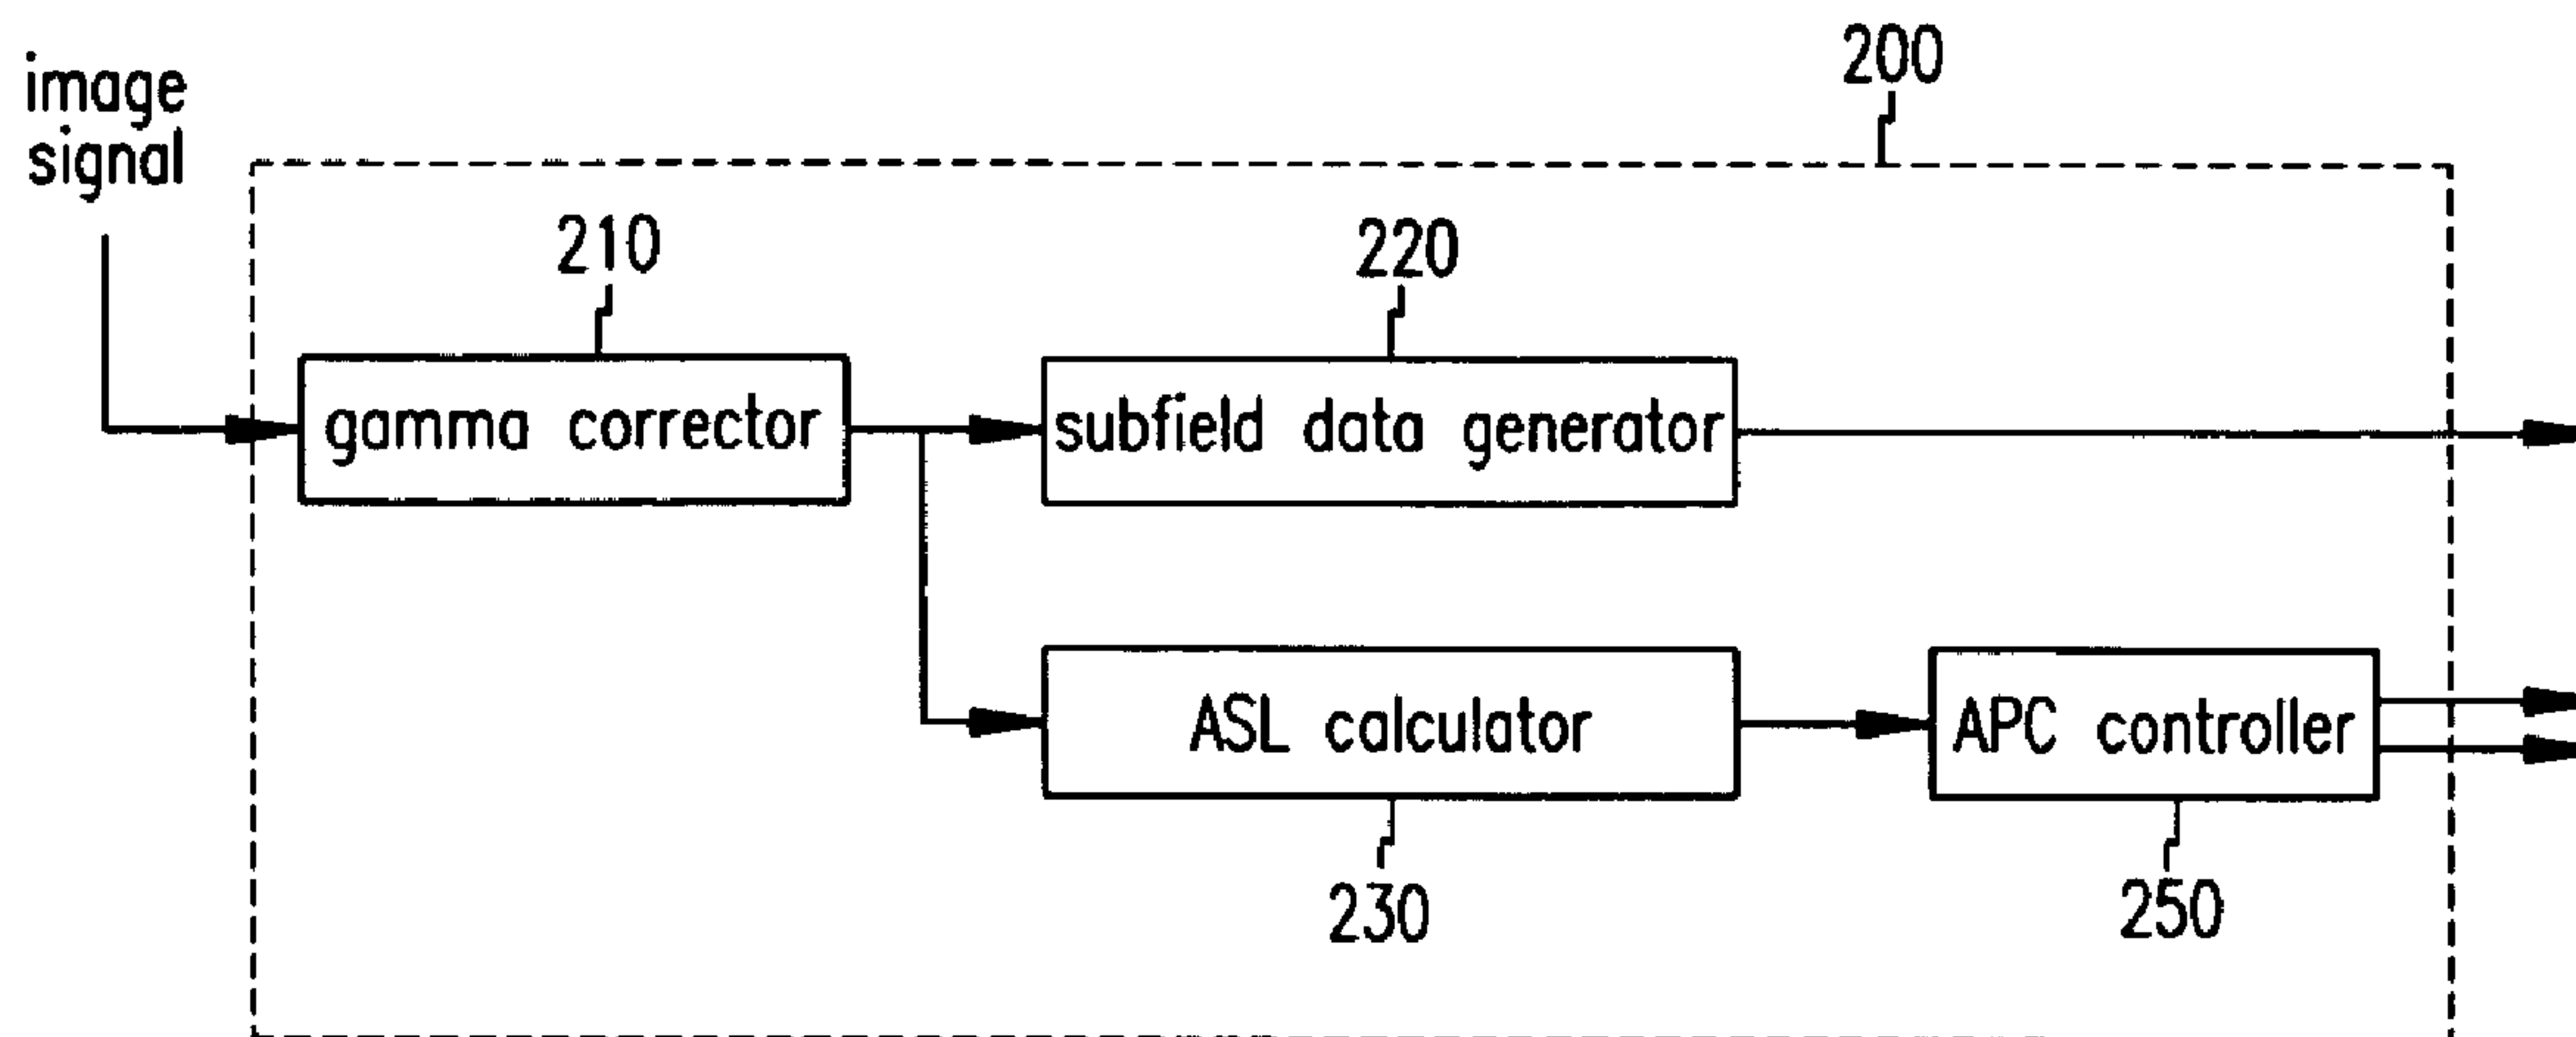 image
signal
200
210
220
gamma corrector
subfield data generator
ASL calculator
APC controller
230
250